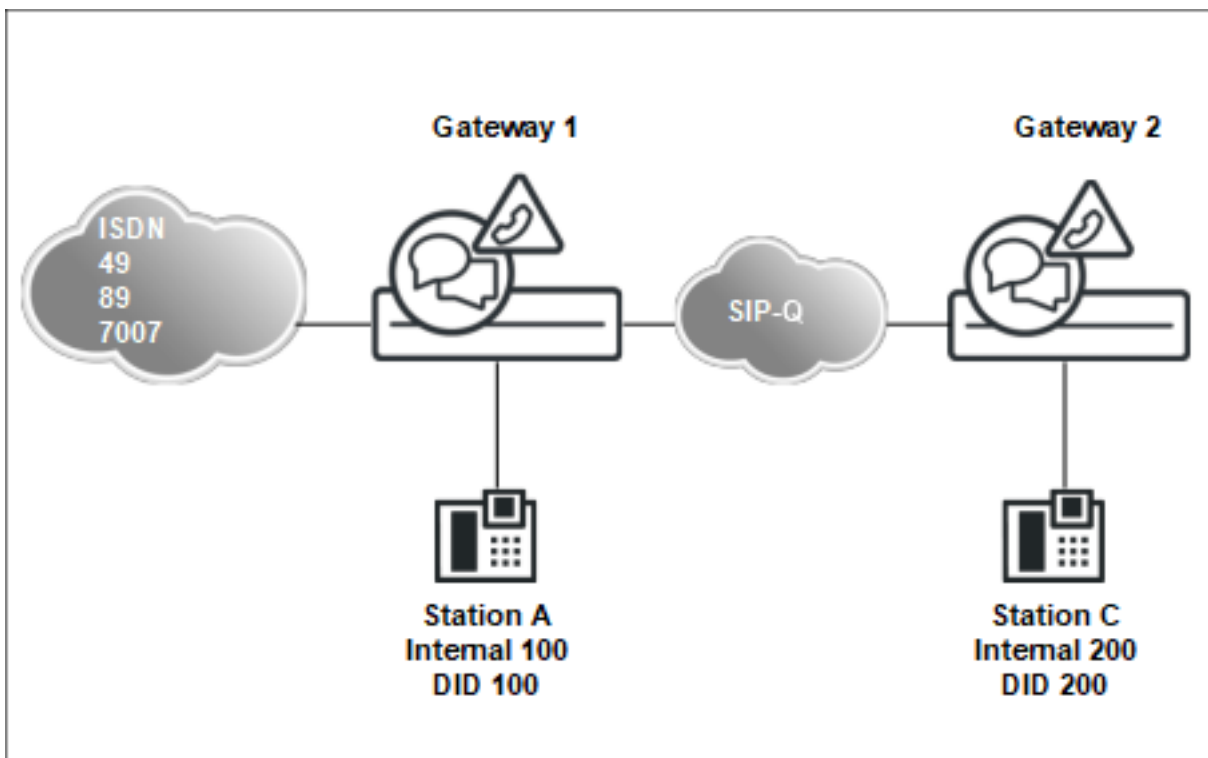 Gateway 1
Gateway 2
ISDN
49
89
7007
SIP-Q
Station A
Internal 100
DID 100
Station C
Internal 200
DID 200